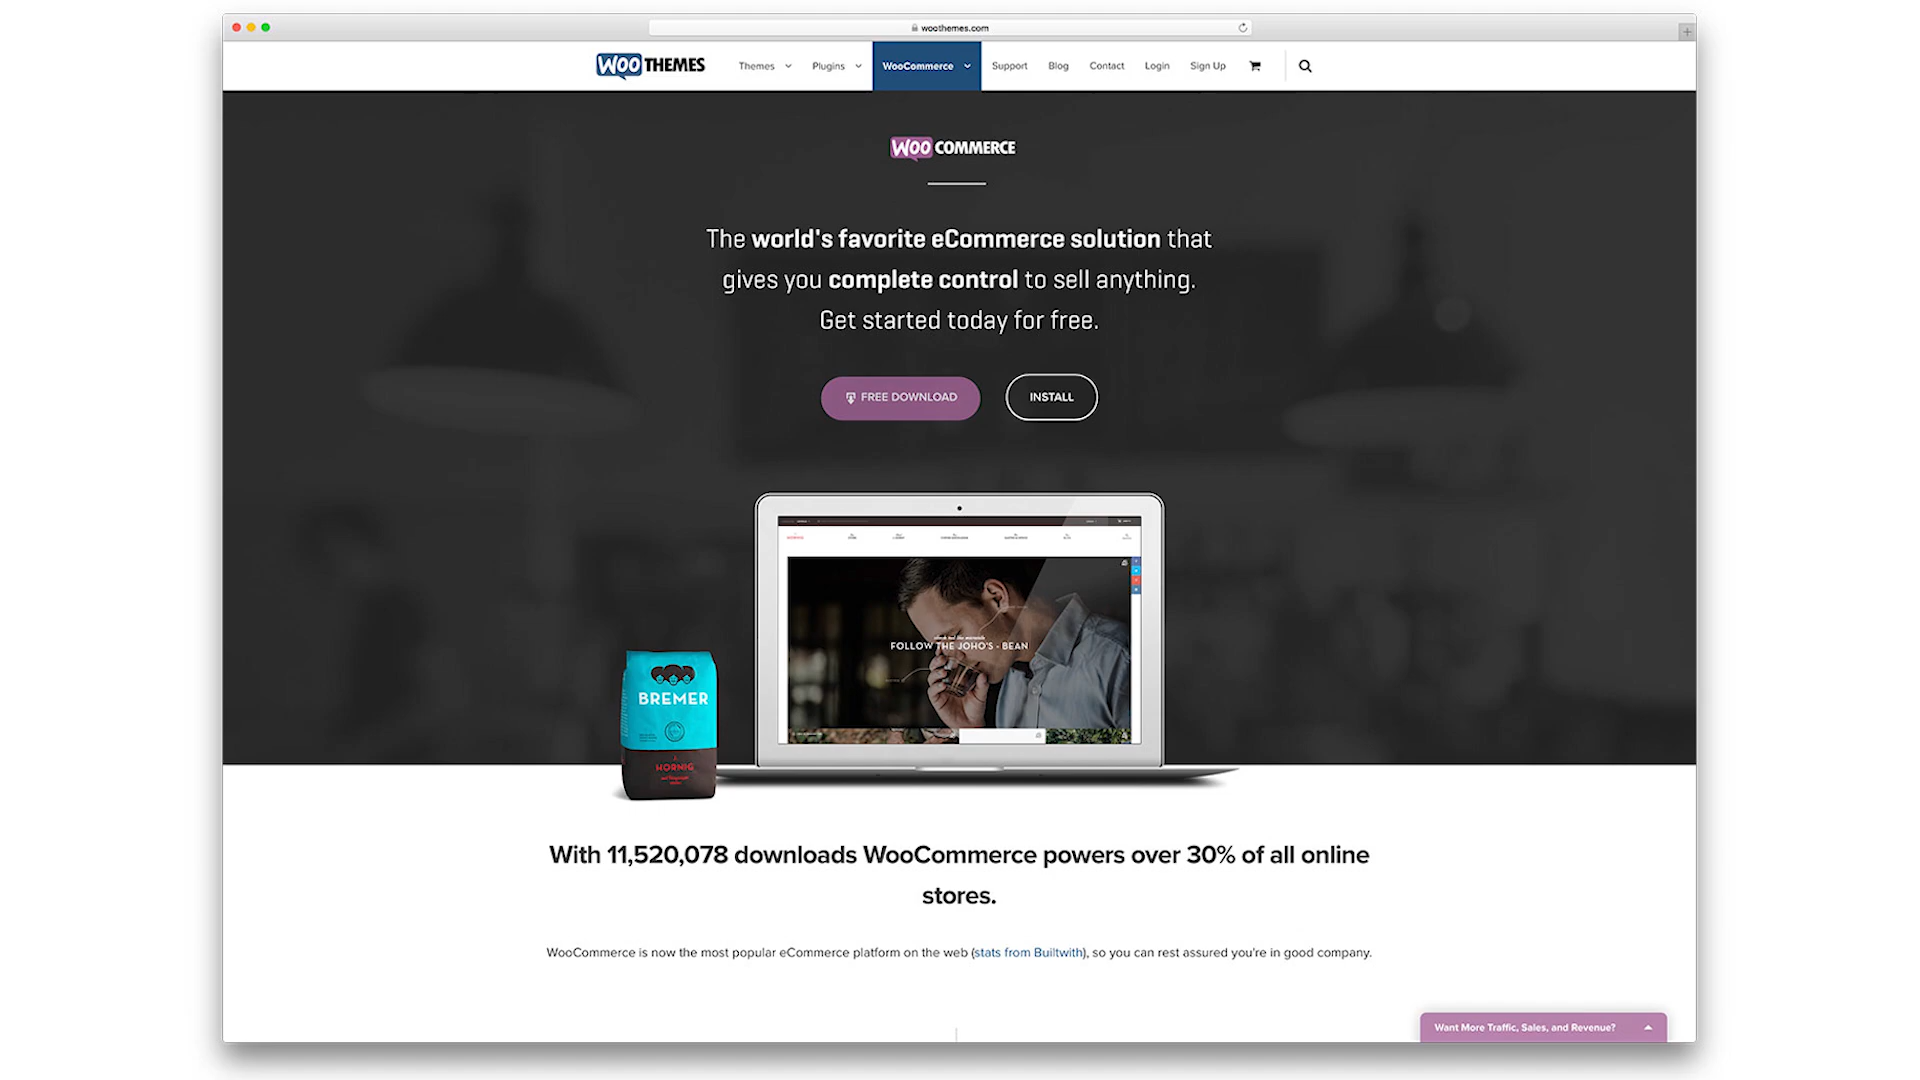 woothemes.com
WOO THEMES
Themes
Plugins
WooCommerce
Support
Blog
Contact
Login
Sign Up
WOO COMMERCE
The world's favorite eCommerce solution that
gives you complete control to sell anything.
Get started today for free.
FREE DOWNLOAD
INSTALL
FOLLOW THE JOHO'S - BEAN
BREMER
HORNIG
With 11,520,078 downloads WooCommerce powers over 30% of all online
stores.
WooCommerce is now the most popular eCommerce platform on the web (stats from Builtwith), so you can rest assured you're in good company.
Want More Traffic, Sales, and Revenue?